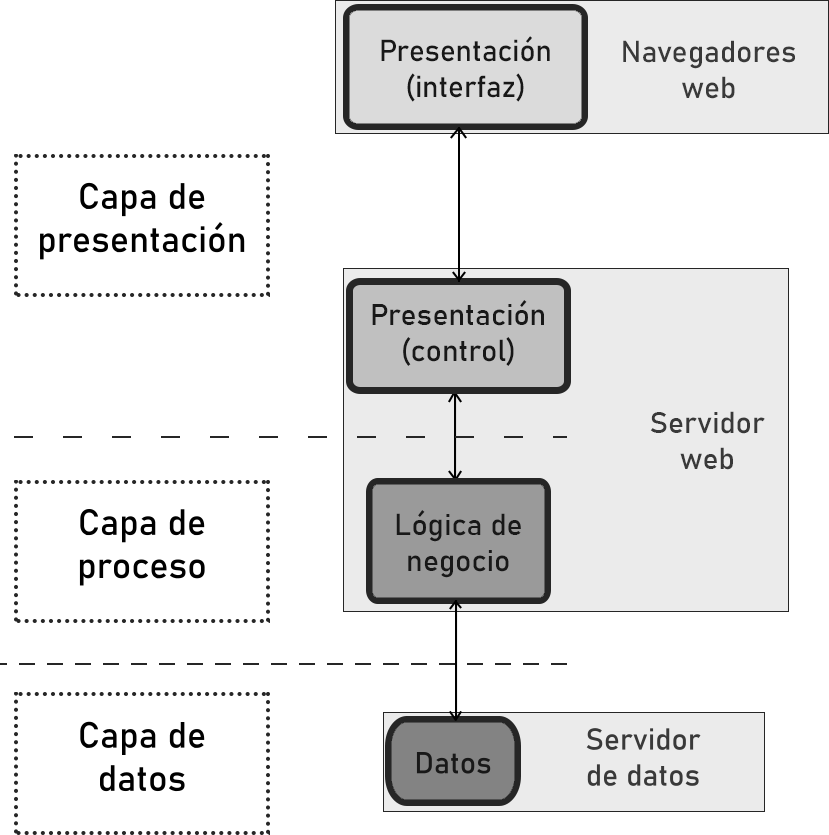 Presentación
(interfaz)
Navegadores
web
Capa de
presentación
Presentación
(control)
Servidor
web
Capa de
proceso
Lógica de
negocio
Capa de
datos
Datos
Servidor
de datos